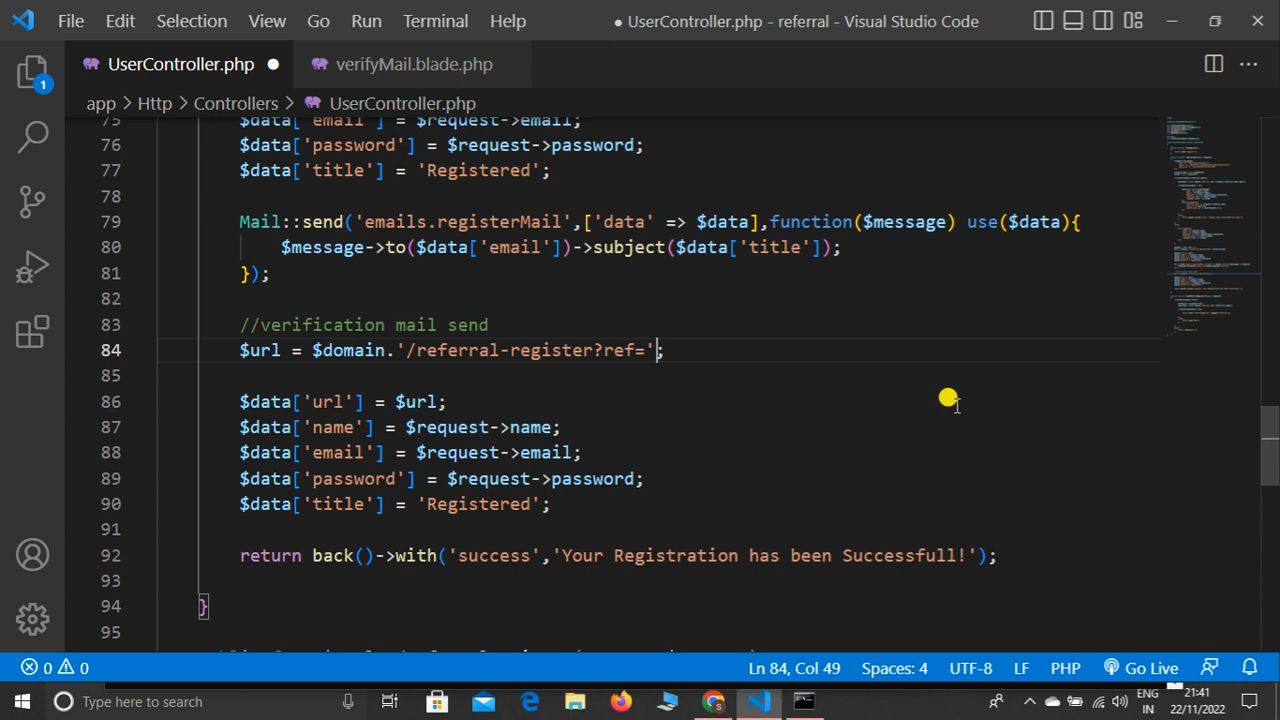 File Edit Selection View Go Run Terminal Help
● UserController.php - referral - Visual Studio Code
UserController.php ●
verifyMail.blade.php
1
app > Http > Controllers > UserController.php
75 $data['email'] = $request->email;
76 $data['password'] = $request->password;
77 $data['title'] = 'Registered';
78
79 Mail::send('emails.registerMail',['data' => $data],function($message) use($data){
80 $message->to($data['email'])->subject($data['title']);
81 });
82
83 //verification mail send
84 $url = $domain.'/referral-register?ref=';
85
86 $data['url'] = $url;
87 $data['name'] = $request->name;
88 $data['email'] = $request->email;
89 $data['password'] = $request->password;
90 $data['title'] = 'Registered';
91
92 return back()->with('success','Your Registration has been Successfull!');
93
94 }
95
0 0 Ln 84, Col 49 Spaces: 4 UTF-8 LF PHP Go Live
Type here to search
ENG
IN
21:41
22/11/2022